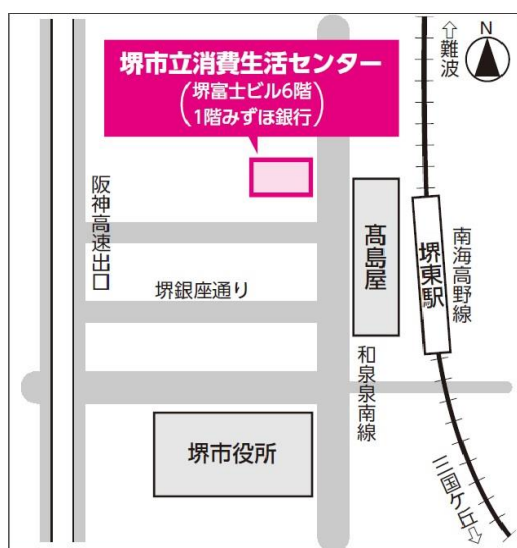 堺市立消費生活センター
(堺富士ビル6階
1階みずほ銀行)
⇧難波
N
阪神高速出口
髙島屋
堺東駅
南海高野線
堺銀座通り
和泉泉南線
堺市役所
三国ケ丘⇩